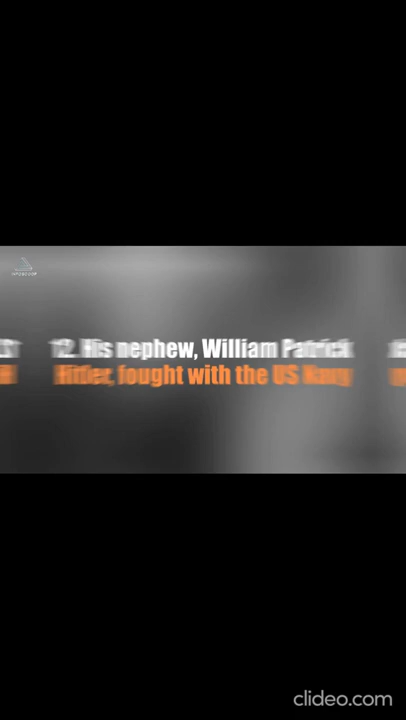 12. His nephew, William Patrick
Hitler, fought with the US Navy
clideo.com